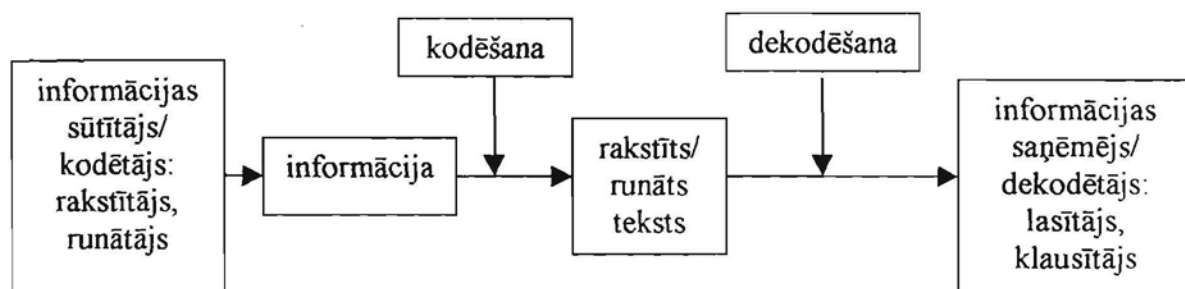 kodēšana
dekodēšana
informācijas
sūtītājs/
kodētājs:
rakstītājs,
runātājs
informācija
rakstīts/
runāts
teksts
informācijas
saņēmējs/
dekodētājs:
lasītājs,
klausītājs